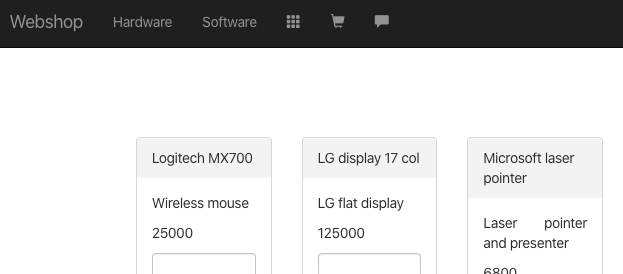 Webshop Hardware Software
Logitech MX700
LG display 17 col
Microsoft laser
pointer
Wireless mouse
25000
LG flat display
125000
Laser pointer
and presenter
6800